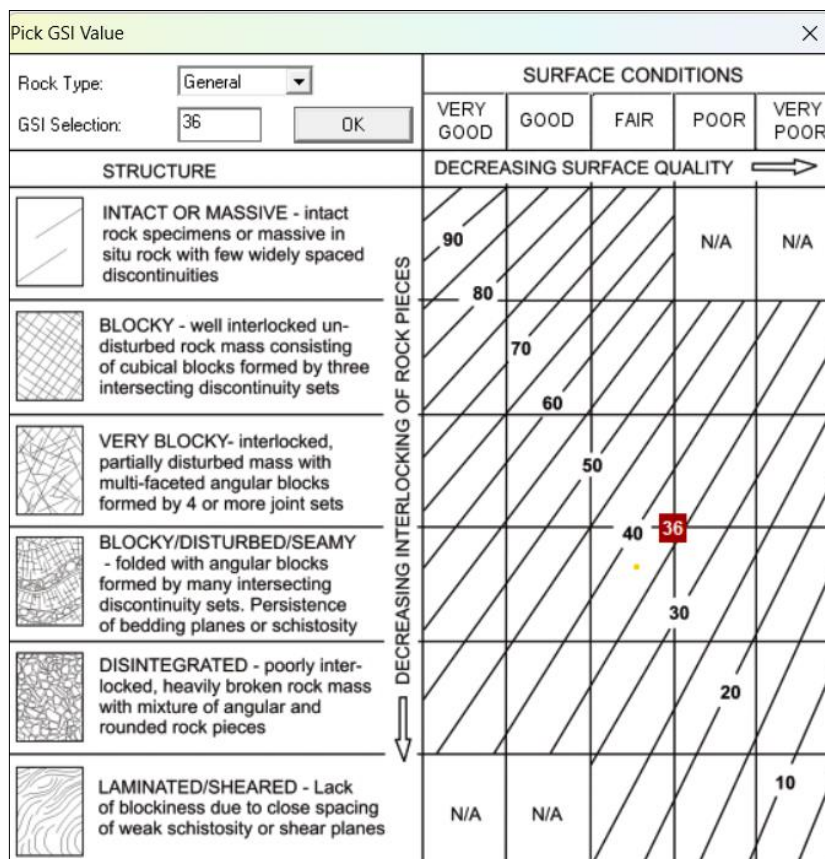 Pick GSI Value
Rock Type:
General
GSI Selection:
36
OK
SURFACE CONDITIONS
VERY
GOOD
GOOD
FAIR
POOR
VERY
POOR
STRUCTURE
DECREASING SURFACE QUALITY
DECREASING INTERLOCKING OF ROCK PIECES
INTACT OR MASSIVE - intact
rock specimens or massive in
situ rock with few widely spaced
discontinuities
90
N/A
N/A
80
BLOCKY - well interlocked un-
disturbed rock mass consisting
of cubical blocks formed by three
intersecting discontinuity sets
70
60
VERY BLOCKY- interlocked,
partially disturbed mass with
multi-faceted angular blocks
formed by 4 or more joint sets
50
40
36
BLOCKY/DISTURBED/SEAMY
- folded with angular blocks
formed by many intersecting
discontinuity sets. Persistence
of bedding planes or schistosity
30
DISINTEGRATED - poorly inter-
locked, heavily broken rock mass
with mixture of angular and
rounded rock pieces
20
LAMINATED/SHEARED - Lack
of blockiness due to close spacing
of weak schistosity or shear planes
N/A
N/A
10